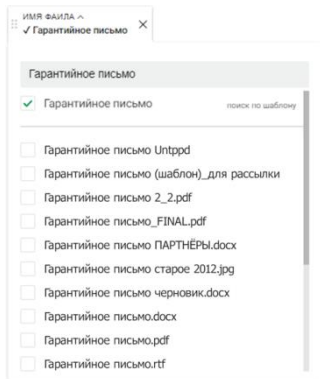 ИМЯ ФАЙЛА
✓ Гарантийное письмо
Гарантийное письмо
Гарантийное письмо
поиск по шаблону
Гарантийное письмо Untppd
Гарантийное письмо (шаблон)_для рассылки
Гарантийное письмо 2_2.pdf
Гарантийное письмо_FINAL.pdf
Гарантийное письмо ПАРТНЁРЫ.docx
Гарантийное письмо старое 2012.jpg
Гарантийное письмо черновик.docx
Гарантийное письмо.docx
Гарантийное письмо.pdf
Гарантийное письмо.rtf